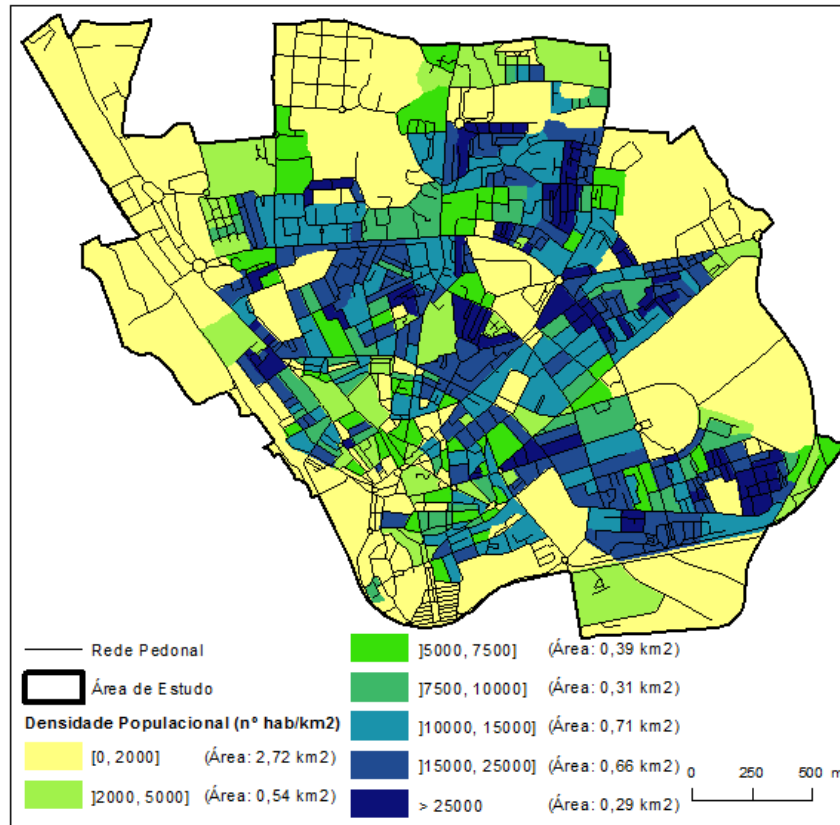 Rede Pedonal
Área de Estudo
Densidade Populacional (nº hab/km2)
[0, 2000] (Área: 2,72 km2)
]2000, 5000] (Área: 0,54 km2)
]5000, 7500] (Área: 0,39 km2)
]7500, 10000] (Área: 0,31 km2)
]10000, 15000] (Área: 0,71 km2)
]15000, 25000] (Área: 0,66 km2)
> 25000 (Área: 0,29 km2)
0 250 500 m